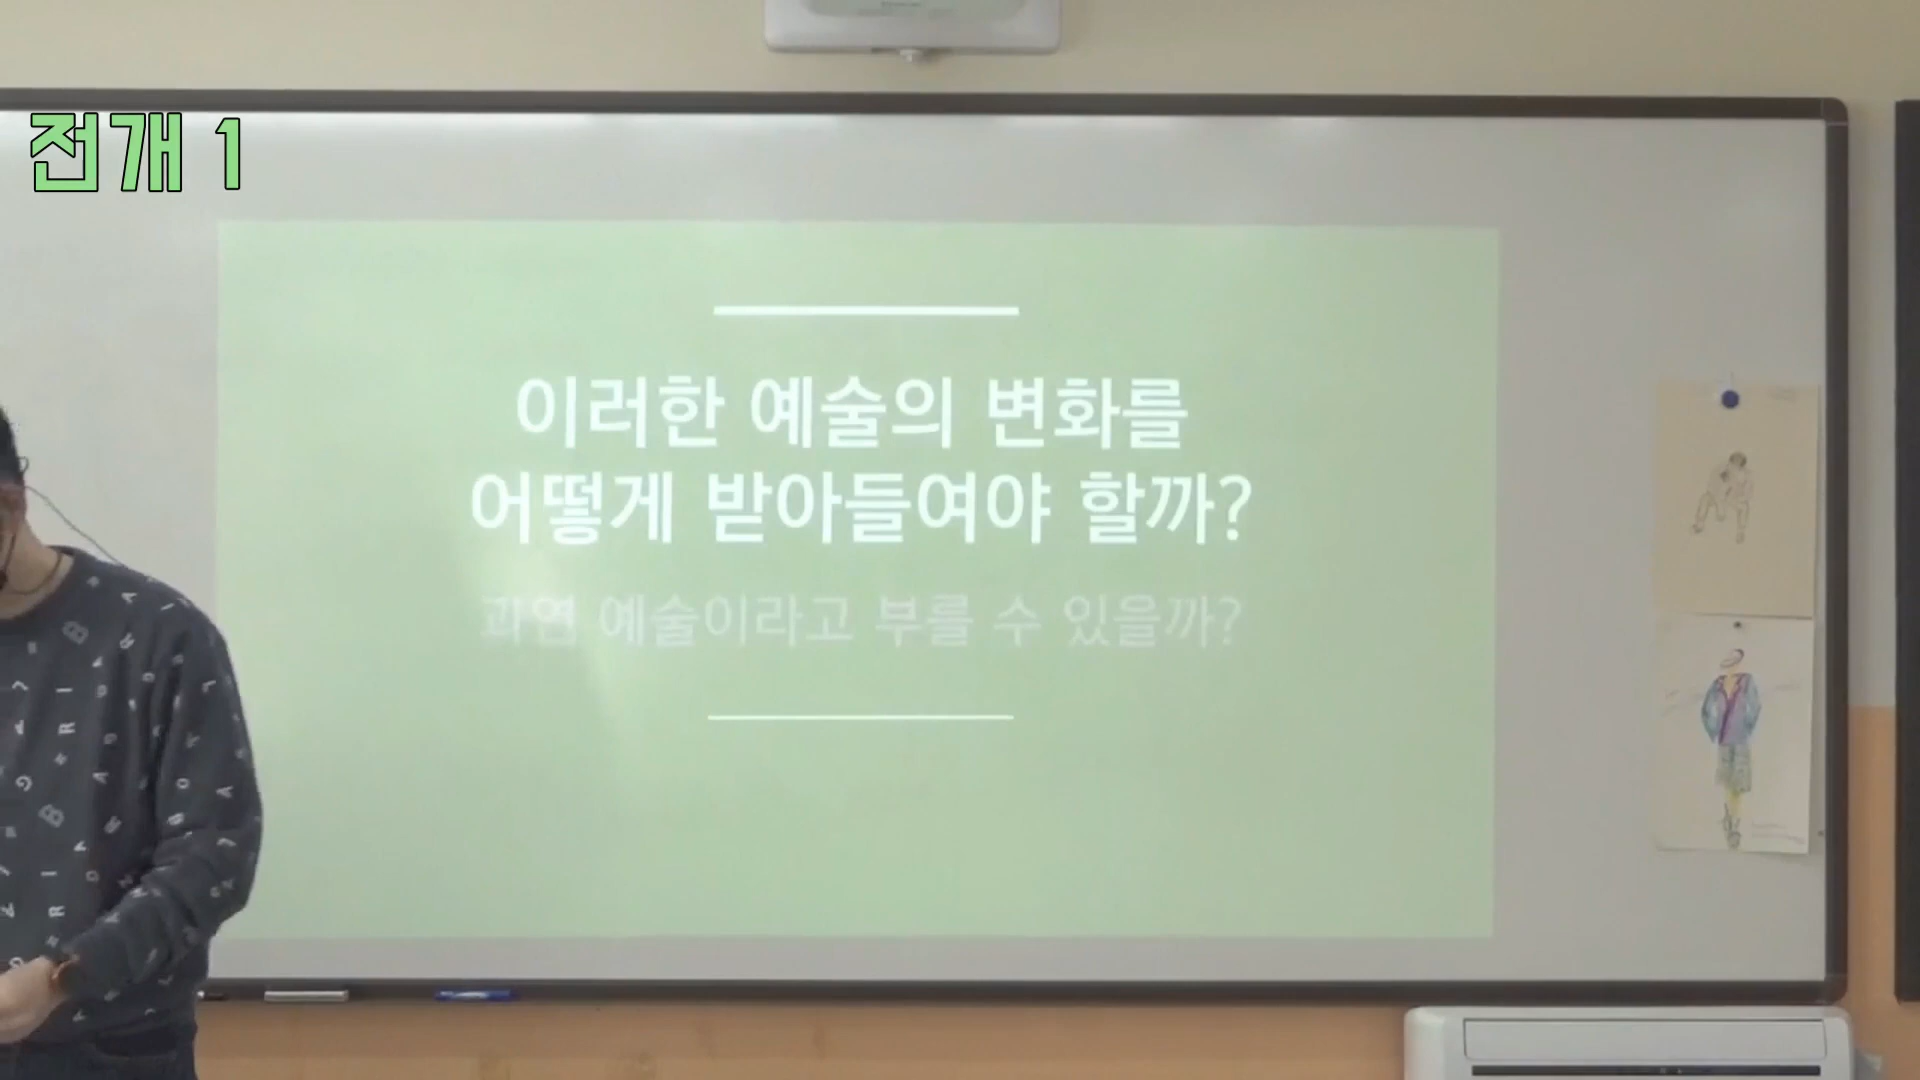 전개 1
이러한 예술의 변화를
어떻게 받아들여야 할까?
과연 예술이라고 부를 수 있을까?